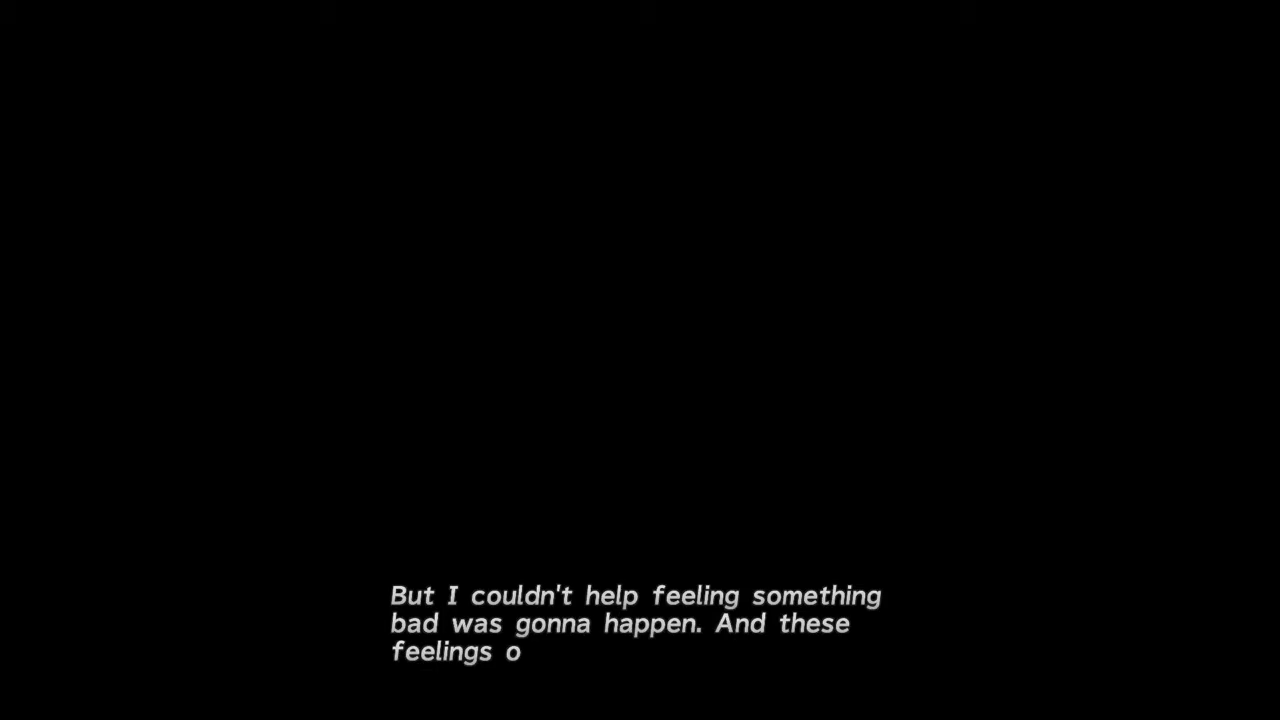 But I couldn't help feeling something
bad was gonna happen. And these
feelings o